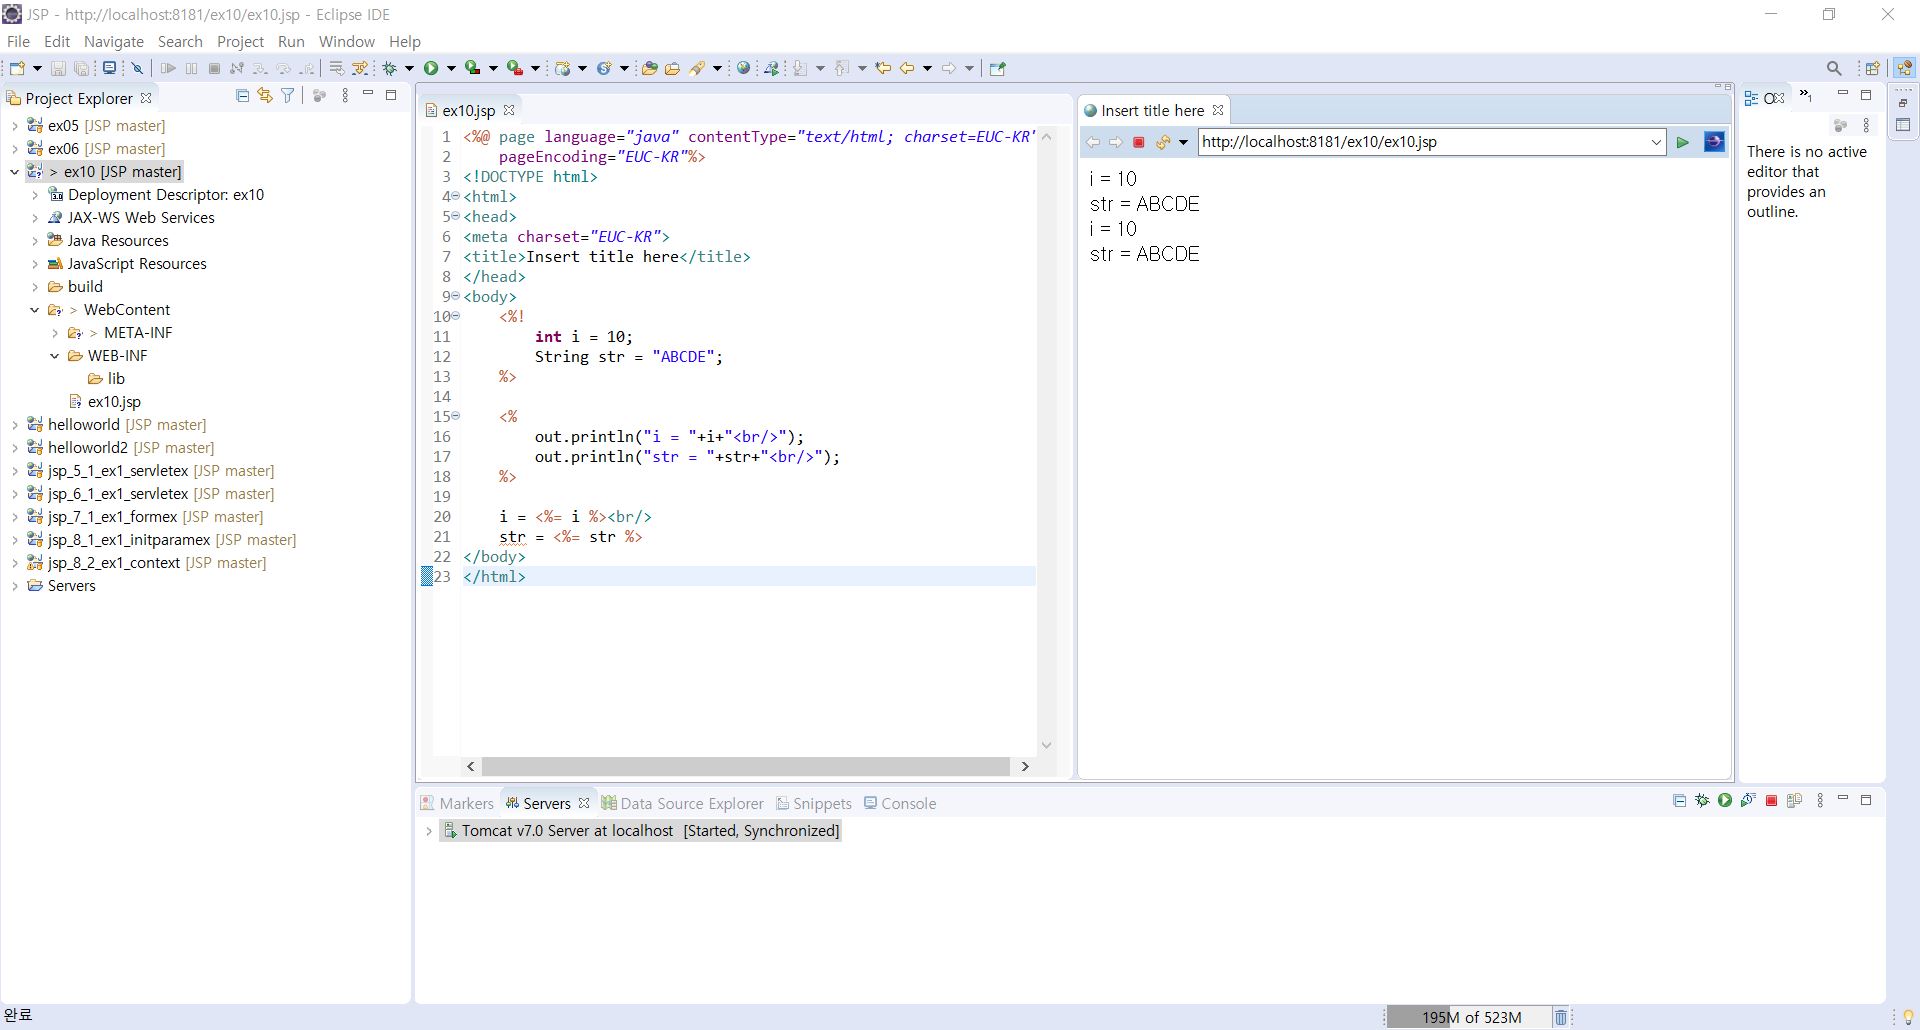 JSP - http://localhost:8181/ex10/ex10.jsp - Eclipse IDE
File Edit Navigate Search Project Run Window Help
Project Explorer
ex05 [JSP master]
ex06 [JSP master]
> ex10 [JSP master]
Deployment Descriptor: ex10
JAX-WS Web Services
Java Resources
JavaScript Resources
build
> WebContent
> META-INF
WEB-INF
lib
ex10.jsp
helloworld [JSP master]
helloworld2 [JSP master]
jsp_5_1_ex1_servletex [JSP master]
jsp_6_1_ex1_servletex [JSP master]
jsp_7_1_ex1_formex [JSP master]
jsp_8_1_ex1_initparamex [JSP master]
jsp_8_2_ex1_context [JSP master]
Servers
ex10.jsp
1 <%@ page language="java" contentType="text/html; charset=EUC-KR"
2 pageEncoding="EUC-KR"%>
3 <!DOCTYPE html>
4 <html>
5 <head>
6 <meta charset="EUC-KR">
7 <title>Insert title here</title>
8 </head>
9 <body>
10 <%!
11 int i = 10;
12 String str = "ABCDE";
13 %>
14
15 <%
16 out.println("i = "+i+"<br/>");
17 out.println("str = "+str+"<br/>");
18 %>
19
20 i = <%= i %><br/>
21 str = <%= str %>
22 </body>
23 </html>
Insert title here
http://localhost:8181/ex10/ex10.jsp
i = 10
str = ABCDE
i = 10
str = ABCDE
There is no active
editor that
provides an
outline.
Markers Servers Data Source Explorer Snippets Console
Tomcat v7.0 Server at localhost [Started, Synchronized]
완료
195M of 523M